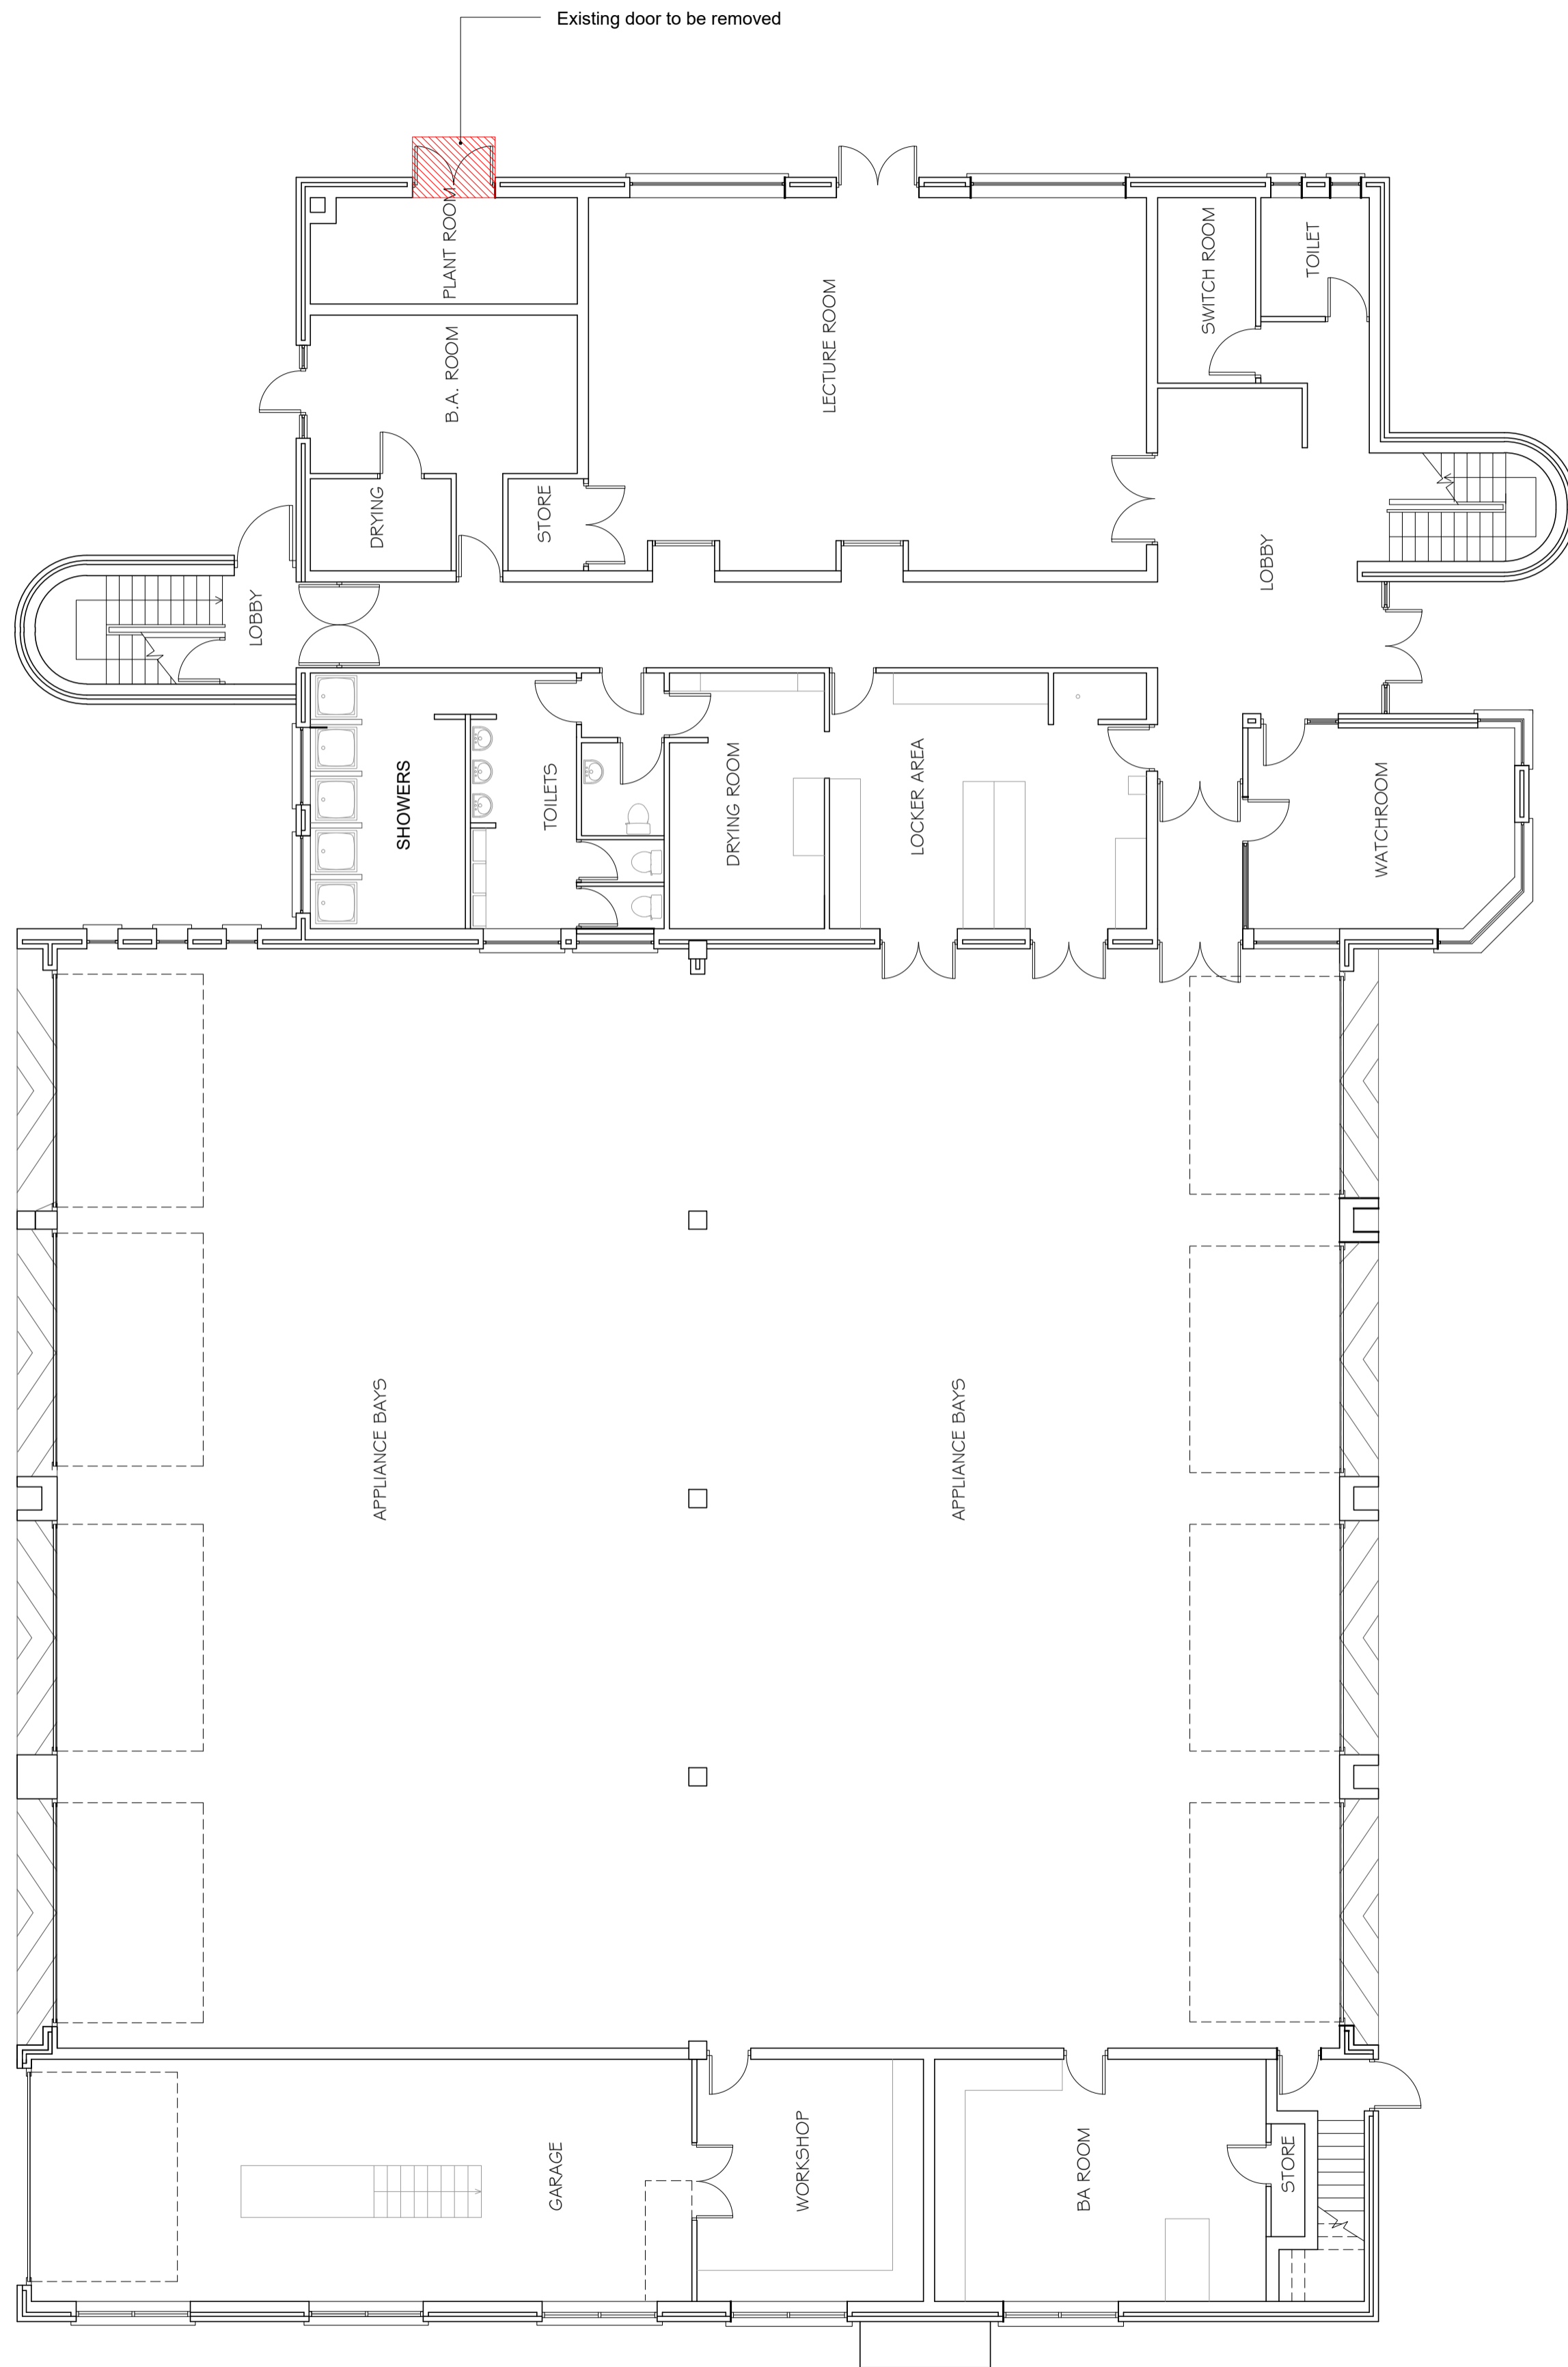 Existing door to be removed
PLANT ROOM
B.A. ROOM
LECTURE ROOM
SWITCH ROOM
TOILET
DRYING
STORE
LOBBY
LOBBY
SHOWERS
TOILETS
DRYING ROOM
LOCKER AREA
WATCHROOM
APPLIANCE BAYS
APPLIANCE BAYS
GARAGE
WORKSHOP
BA ROOM
STORE